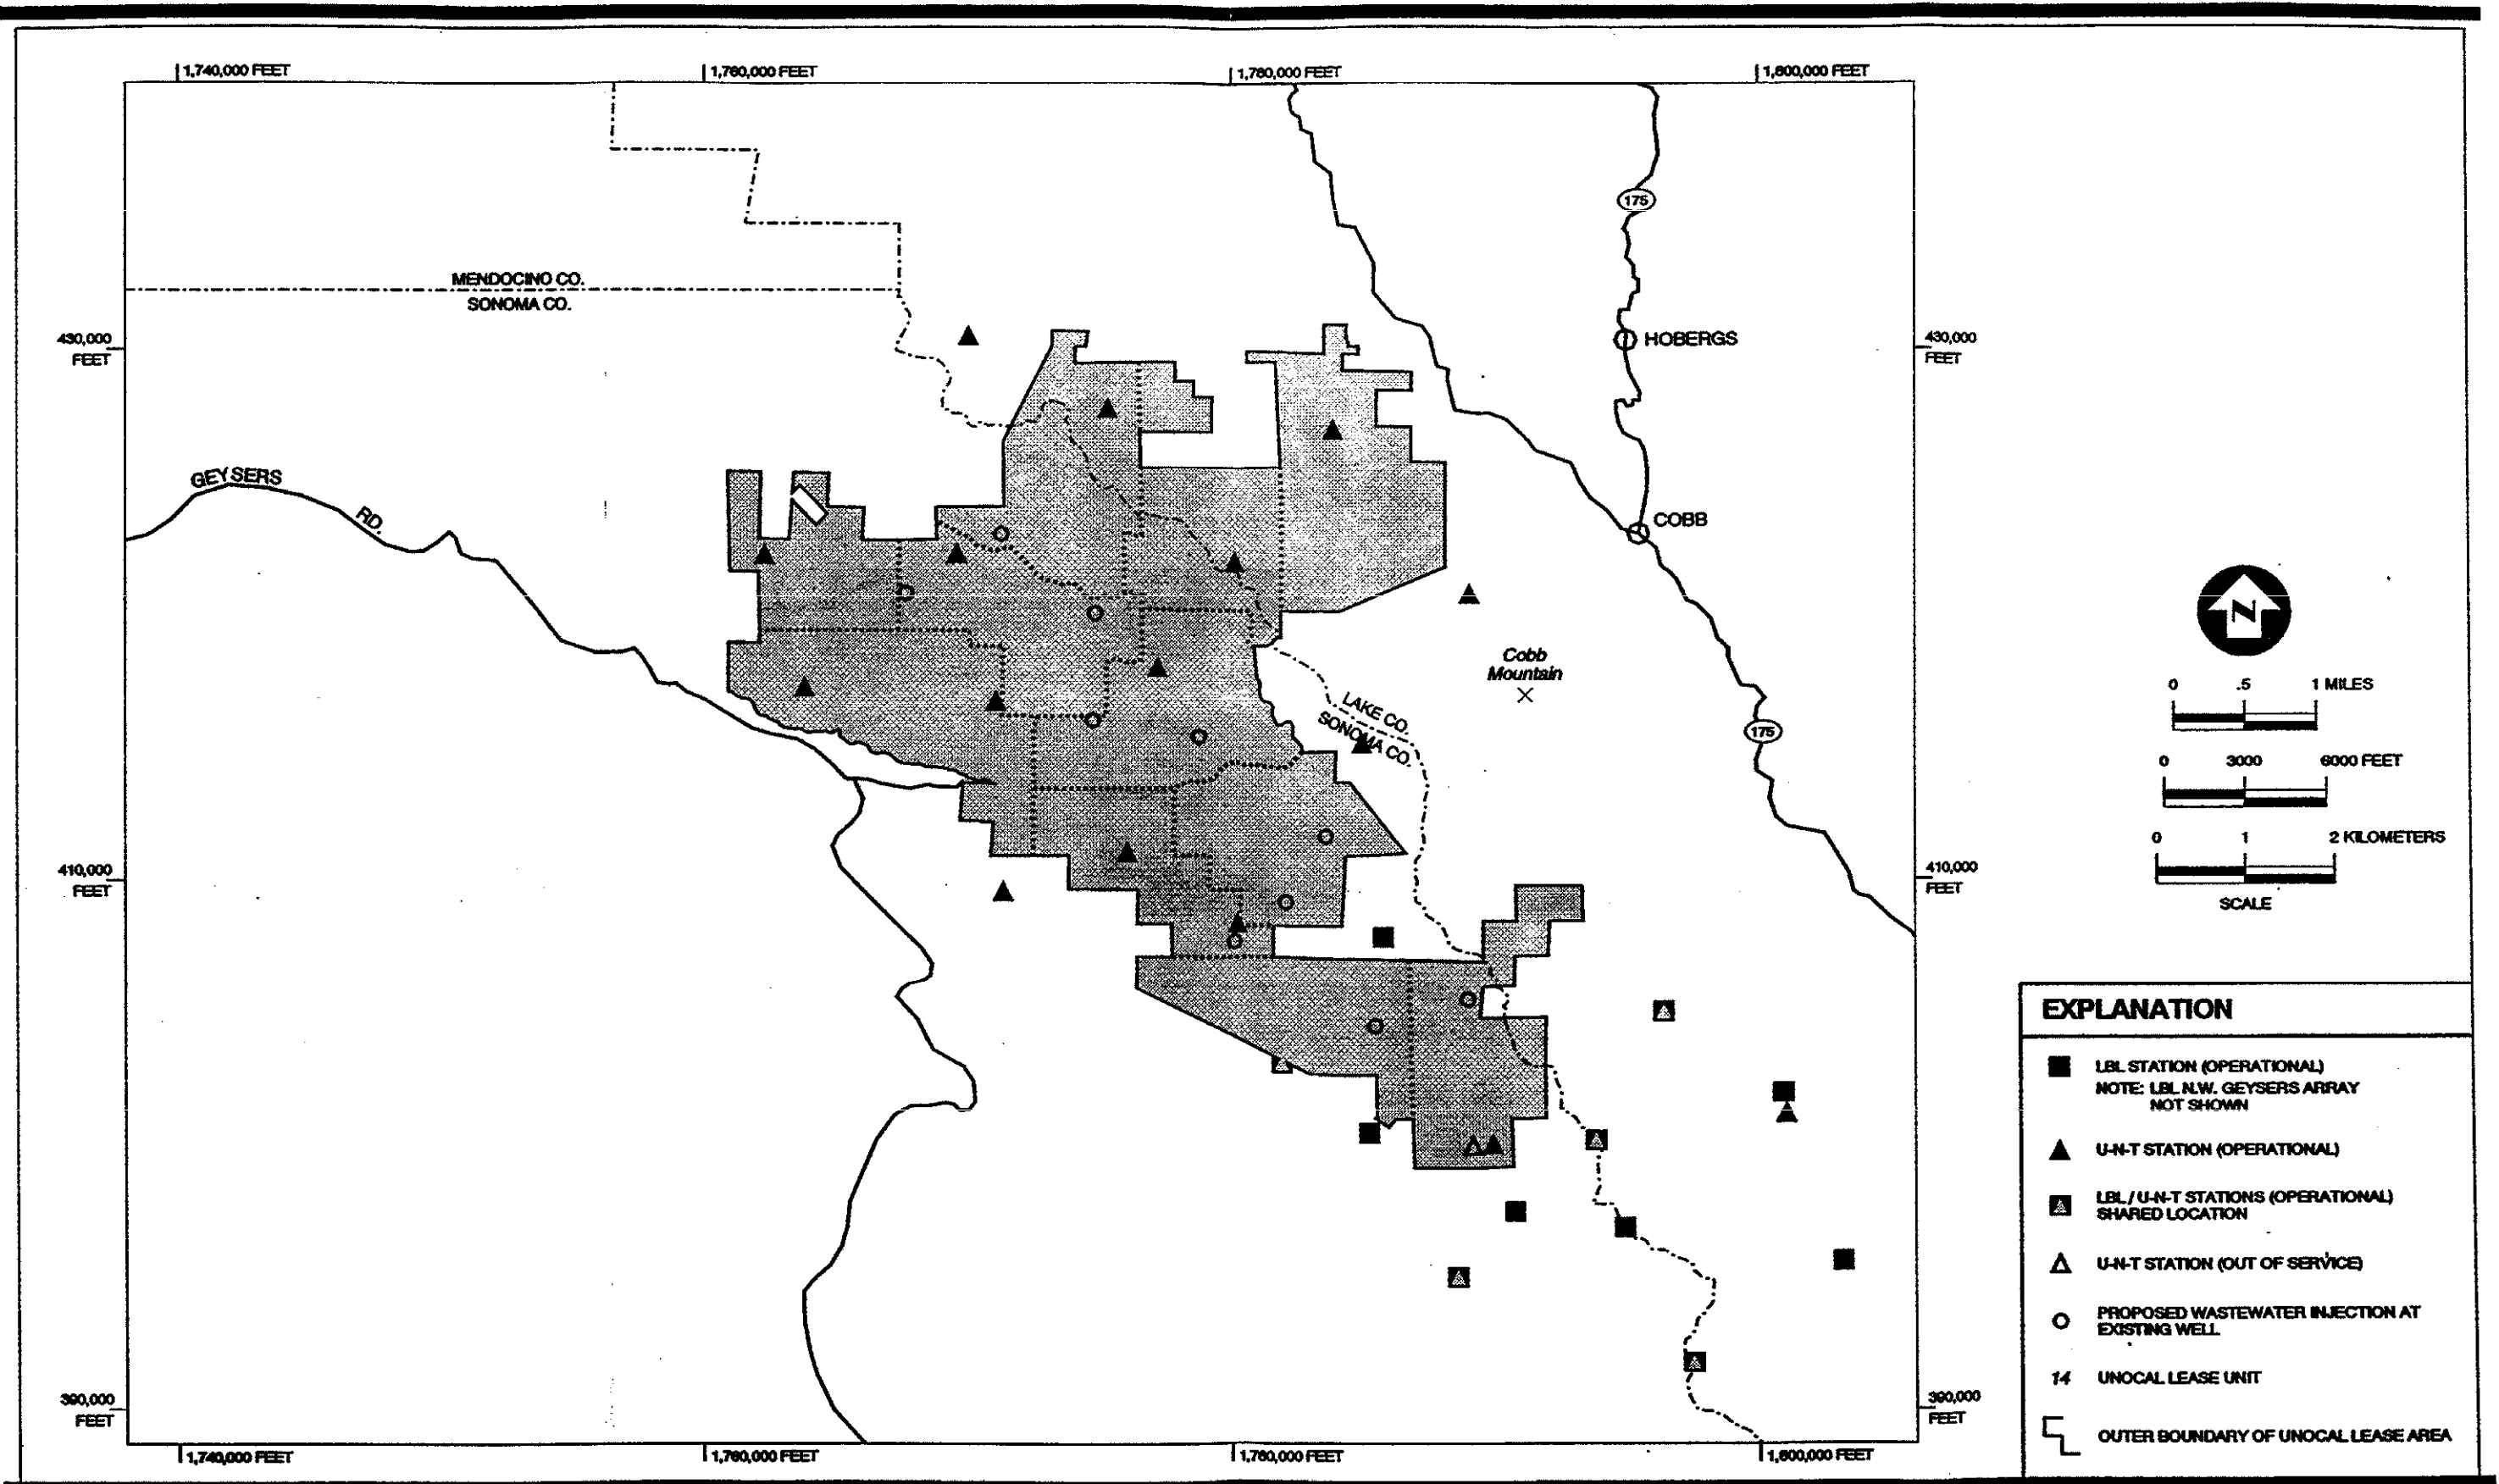 1,740,000 FEET
1,760,000 FEET
1,780,000 FEET
1,800,000 FEET
175
MENDOCINO CO.
SONOMA CO.
430,000
FEET
HOBERGS
430,000
FEET
GEYSERS
RD.
COBB
Cobb
Mountain
LAKE CO.
SONOMA CO.
175
N
0 .5 1 MILES
0 3000 6000 FEET
0 1 2 KILOMETERS
SCALE
410,000
FEET
410,000
FEET
EXPLANATION
LBL STATION (OPERATIONAL)
NOTE: LBL N.W. GEYSERS ARRAY
NOT SHOWN
U-N-T STATION (OPERATIONAL)
LBL / U-N-T STATIONS (OPERATIONAL)
SHARED LOCATION
U-N-T STATION (OUT OF SERVICE)
PROPOSED WASTEWATER INJECTION AT
EXISTING WELL
14 UNOCAL LEASE UNIT
OUTER BOUNDARY OF UNOCAL LEASE AREA
390,000
FEET
390,000
FEET
1,740,000 FEET
1,760,000 FEET
1,780,000 FEET
1,800,000 FEET